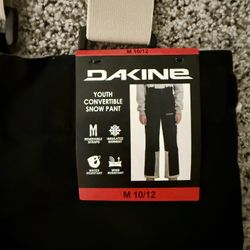 M 10/12
DAKINE
YOUTH
CONVERTIBLE
SNOW PANT
REMOVABLE
STRAPS
INSULATED
GARMENT
WATER
RESISTANT
WIND
RESISTANT
M 10/12